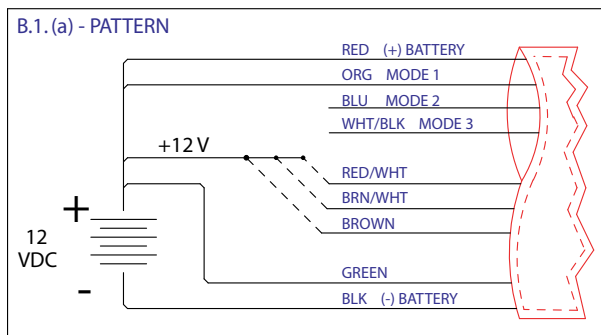 B.1. (a) - PATTERN
RED (+) BATTERY
ORG MODE 1
BLU MODE 2
WHT/BLK MODE 3
+12 V
RED/WHT
BRN/WHT
BROWN
+
12
VDC
-
GREEN
BLK (-) BATTERY